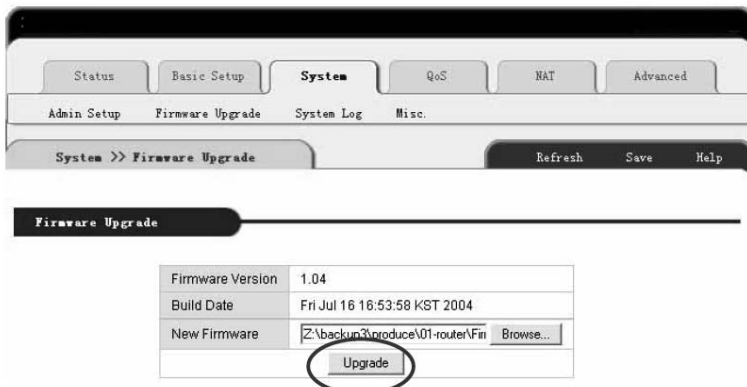 Status Basic Setup System QoS NAT Advanced
Admin Setup Firmware Upgrade System Log Misc.
System >> Firmware Upgrade Refresh Save Help
Firmware Upgrade
Firmware Version 1.04
Build Date Fri Jul 16 16:53:58 KST 2004
New Firmware Z:\backup3\produce\01-router\Fir Browse...
Upgrade